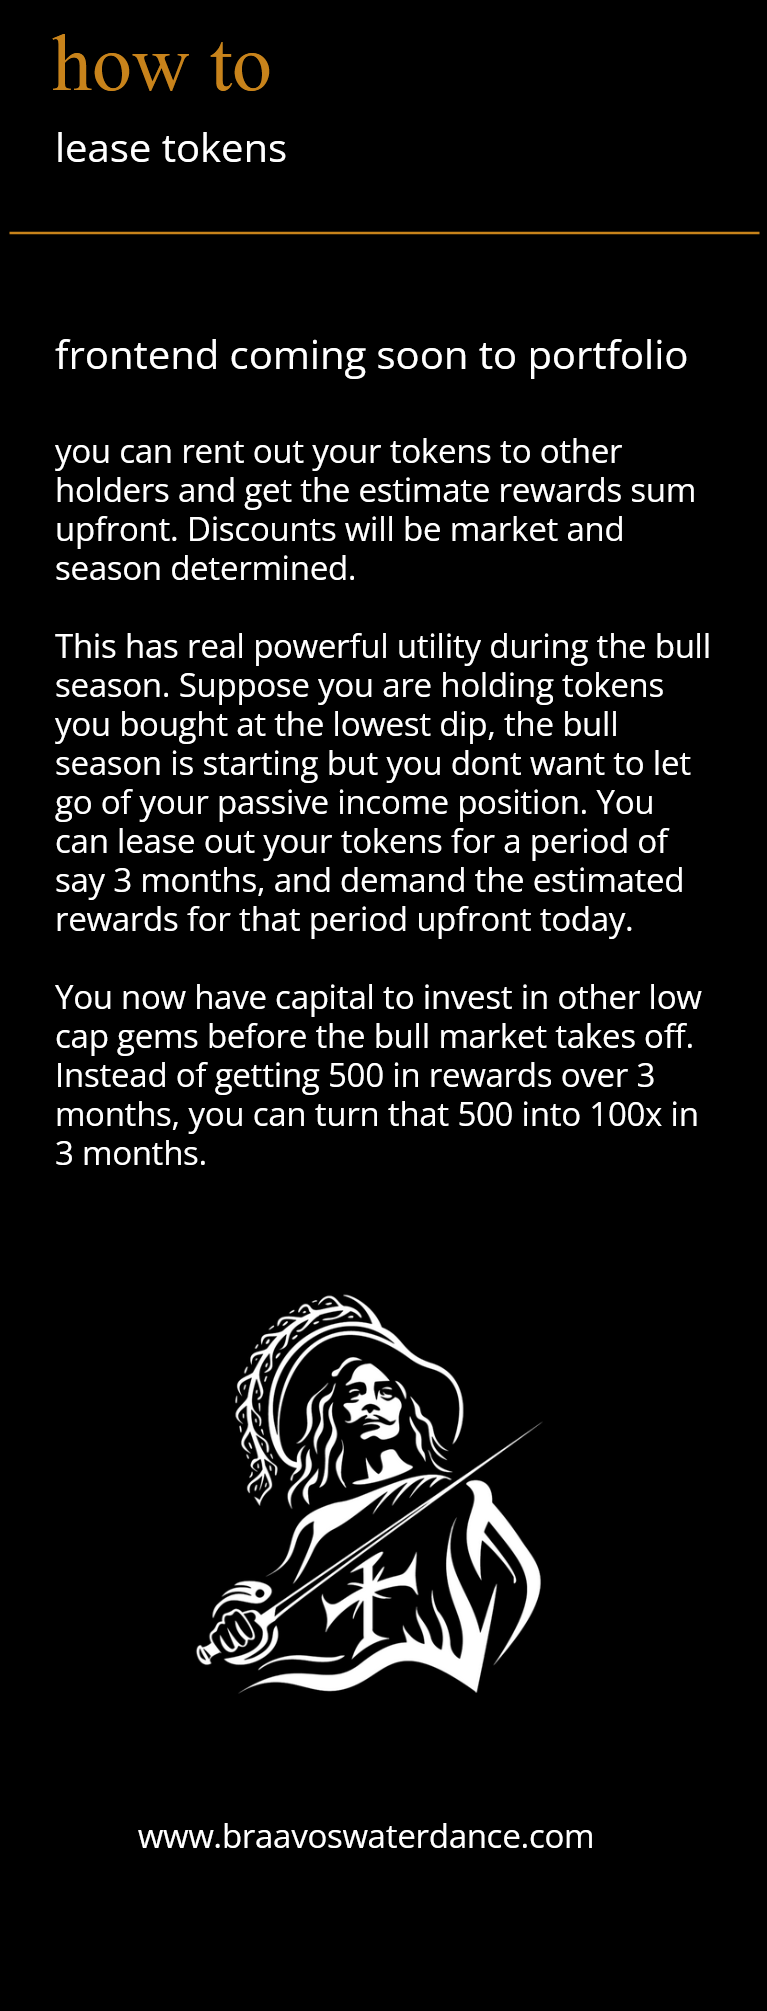 how to
lease tokens
frontend coming soon to portfolio
you can rent out your tokens to other
holders and get the estimate rewards sum
upfront. Discounts will be market and
season determined.
This has real powerful utility during the bull
season. Suppose you are holding tokens
you bought at the lowest dip, the bull
season is starting but you dont want to let
go of your passive income position. You
can lease out your tokens for a period of
say 3 months, and demand the estimated
rewards for that period upfront today.
You now have capital to invest in other low
cap gems before the bull market takes off.
Instead of getting 500 in rewards over 3
months, you can turn that 500 into 100x in
3 months.
www.braavoswaterdance.com